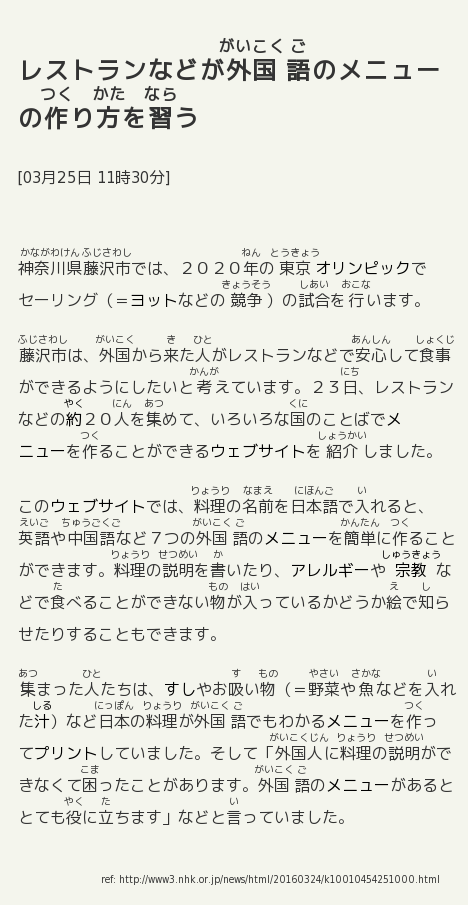 レストランなどが外国語のメニュー
の作り方を習う
[03月25日 11時30分]
神奈川県藤沢市では、２０２０年の東京オリンピックで
セーリング（＝ヨットなどの競争）の試合を行います。
藤沢市は、外国から来た人がレストランなどで安心して食事
ができるようにしたいと考えています。２３日、レストラン
などの約２０人を集めて、いろいろな国のことばでメ
ニューを作ることができるウェブサイトを紹介しました。
このウェブサイトでは、料理の名前を日本語で入れると、
英語や中国語など７つの外国語のメニューを簡単に作ること
ができます。料理の説明を書いたり、アレルギーや宗教な
どで食べることができない物が入っているかどうか絵で知ら
せたりすることもできます。
集まった人たちは、すしやお吸い物（＝野菜や魚などを入れ
た汁）など日本の料理が外国語でもわかるメニューを作っ
てプリントしていました。そして「外国人に料理の説明がで
きなくて困ったことがあります。外国語のメニューがあると
とても役に立ちます」などと言っていました。
ref: http://www3.nhk.or.jp/news/html/20160324/k10010454251000.html